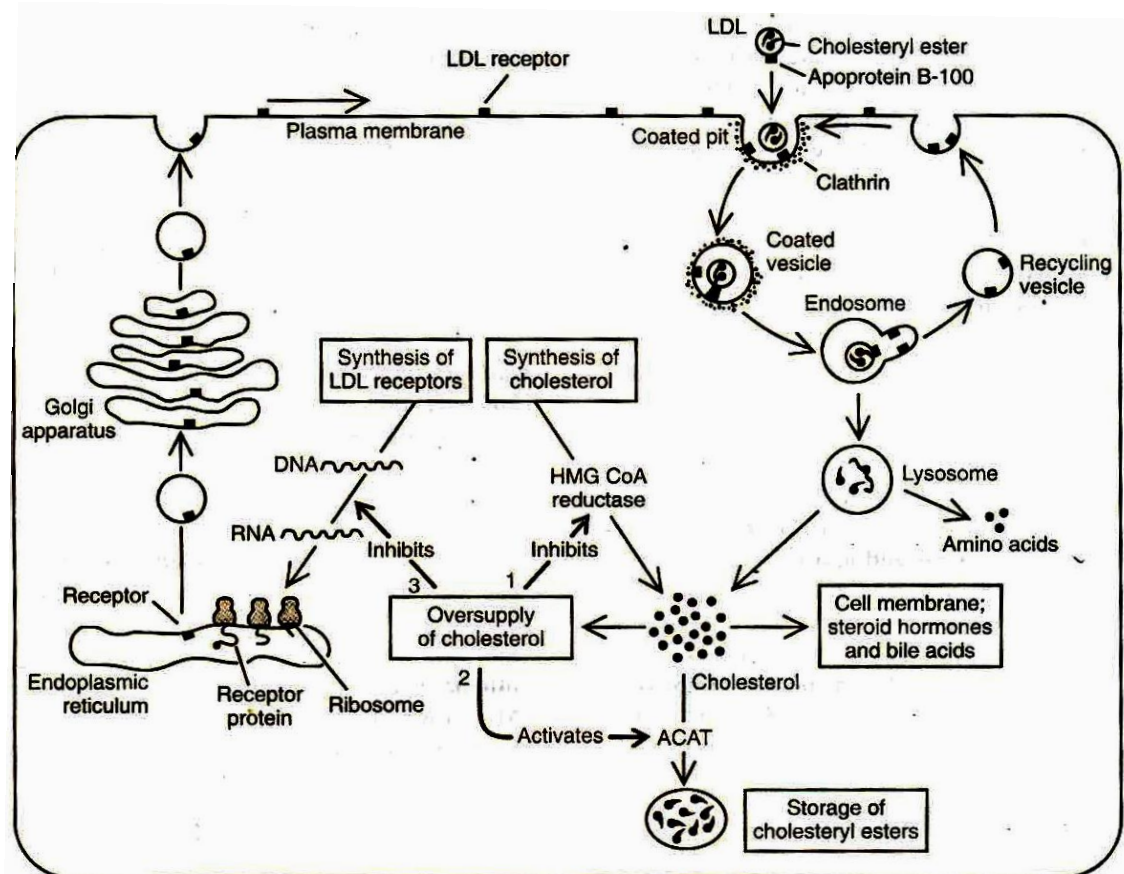 LDL
Cholesteryl ester
Apoprotein B-100
LDL receptor
Plasma membrane
Coated pit
Clathrin
Coated
vesicle
Recycling
vesicle
Endosome
Synthesis of
LDL receptors
Synthesis of
cholesterol
Golgi
apparatus
DNA
HMG CoA
reductase
Lysosome
RNA
Inhibits
Inhibits
Amino acids
3
1
Receptor
Oversupply
of cholesterol
Cell membrane;
steroid hormones
and bile acids
Endoplasmic
reticulum
Receptor
protein
Ribosome
2
Cholesterol
Activates
ACAT
Storage of
cholesteryl esters